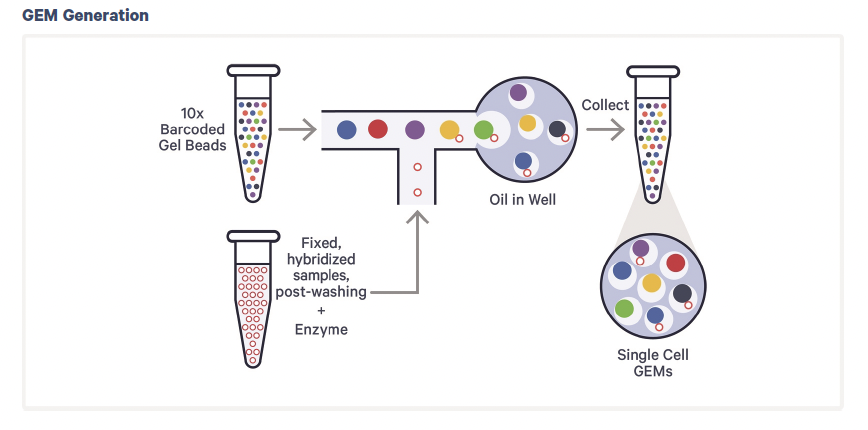 GEM Generation
10x
Barcoded
Gel Beads
Collect
Oil in Well
Fixed,
hybridized
samples,
post-washing
+
Enzyme
Single Cell
GEMs